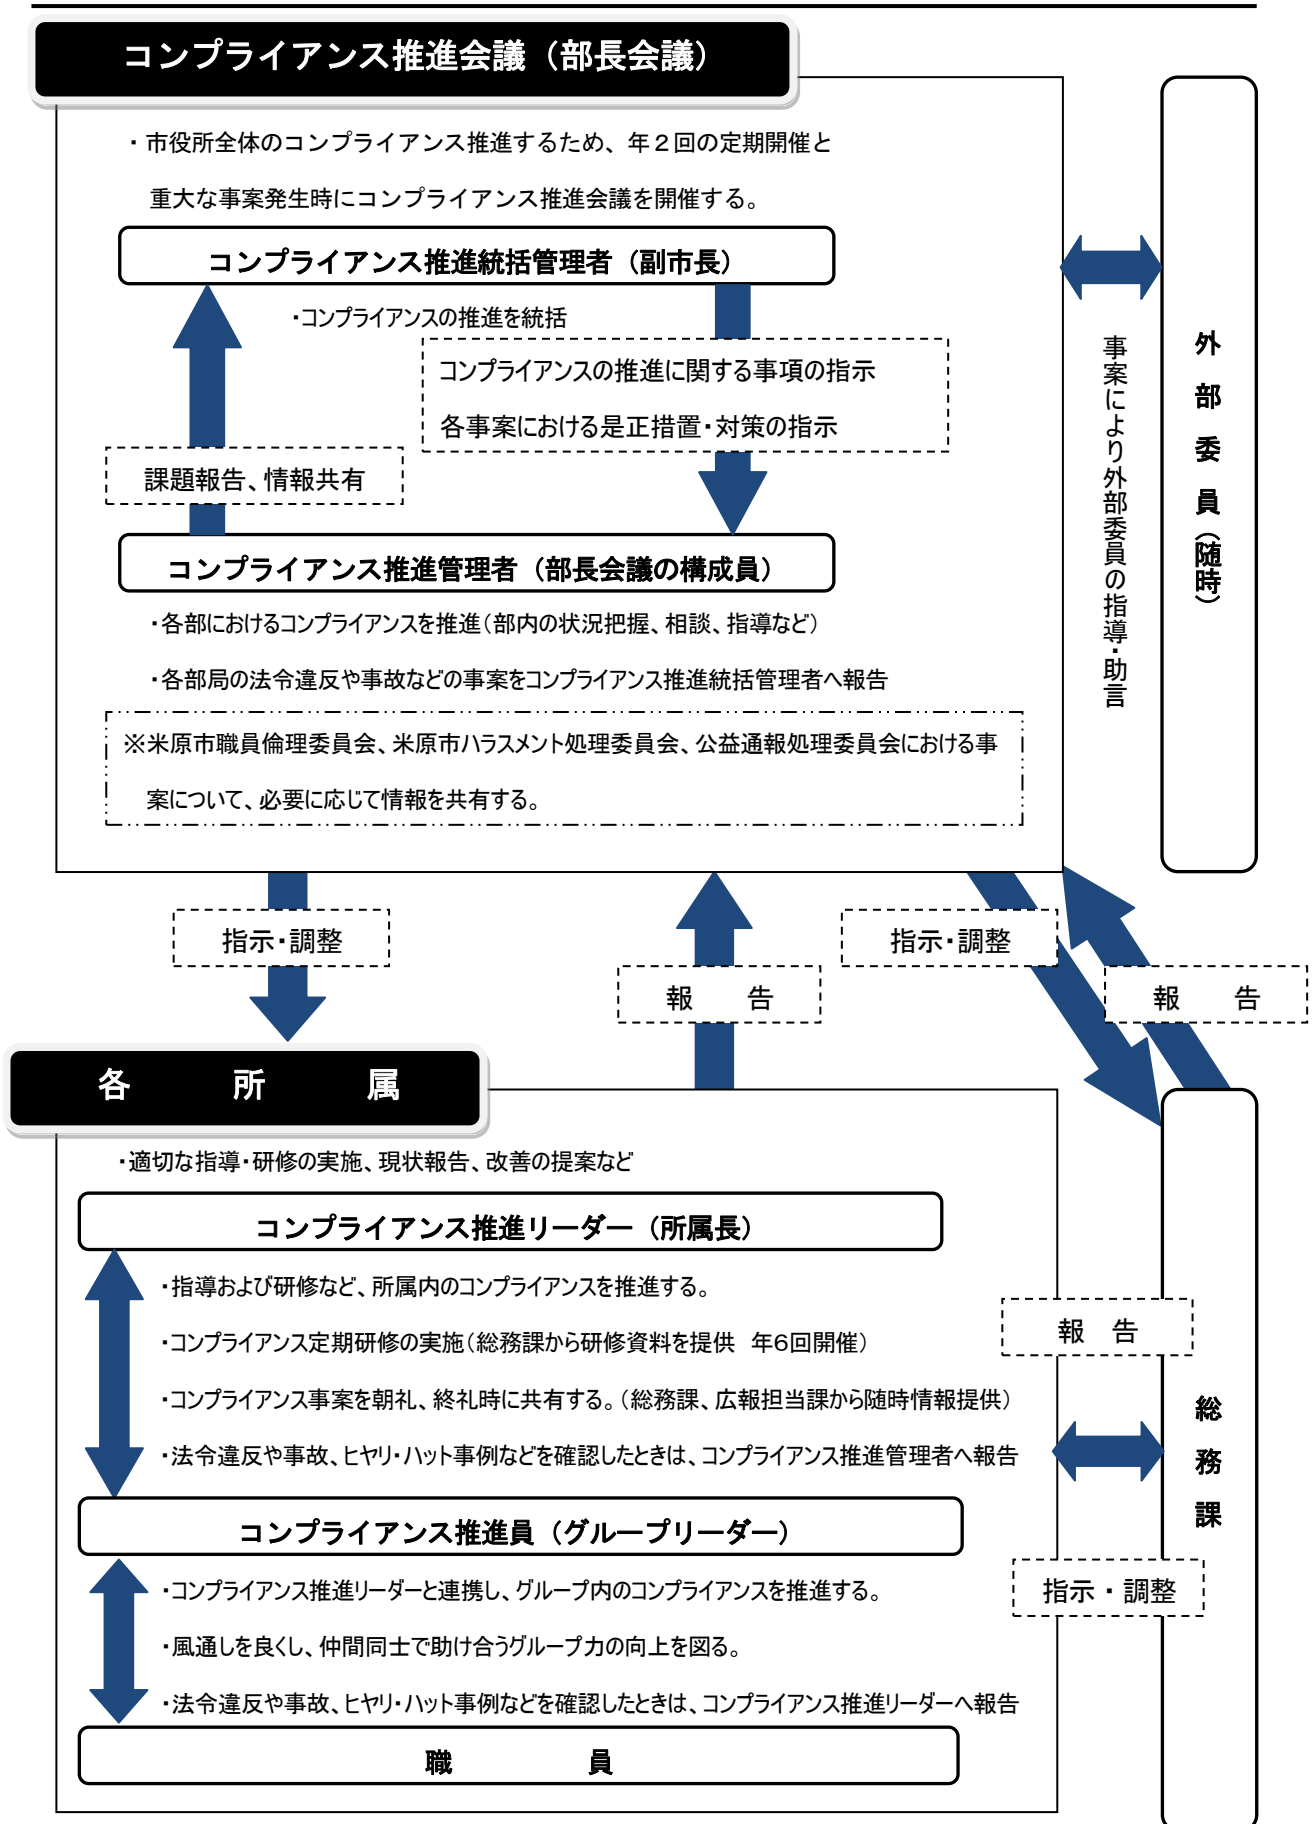 コンプライアンス推進会議（部長会議）
・市役所全体のコンプライアンス推進するため、年２回の定期開催と
重大な事案発生時にコンプライアンス推進会議を開催する。
コンプライアンス推進統括管理者（副市長）
・コンプライアンスの推進を統括
コンプライアンスの推進に関する事項の指示
各事案における是正措置・対策の指示
課題報告、情報共有
コンプライアンス推進管理者（部長会議の構成員）
・各部におけるコンプライアンスを推進（部内の状況把握、相談、指導など）
・各部局の法令違反や事故などの事案をコンプライアンス推進統括管理者へ報告
※米原市職員倫理委員会、米原市ハラスメント処理委員会、公益通報処理委員会における事
案について、必要に応じて情報を共有する。
事案により外部委員の指導・助言
外部委員（随時）
指示・調整
報　告
指示・調整
報　告
各　所　属
・適切な指導・研修の実施、現状報告、改善の提案など
コンプライアンス推進リーダー（所属長）
・指導および研修など、所属内のコンプライアンスを推進する。
・コンプライアンス定期研修の実施（総務課から研修資料を提供　年６回開催）
・コンプライアンス事案を朝礼、終礼時に共有する。（総務課、広報担当課から随時情報提供）
・法令違反や事故、ヒヤリ・ハット事例などを確認したときは、コンプライアンス推進管理者へ報告
コンプライアンス推進員（グループリーダー）
・コンプライアンス推進リーダーと連携し、グループ内のコンプライアンスを推進する。
・風通しを良くし、仲間同士で助け合うグループ力の向上を図る。
・法令違反や事故、ヒヤリ・ハット事例などを確認したときは、コンプライアンス推進リーダーへ報告
職　員
報　告
総務課
指示・調整